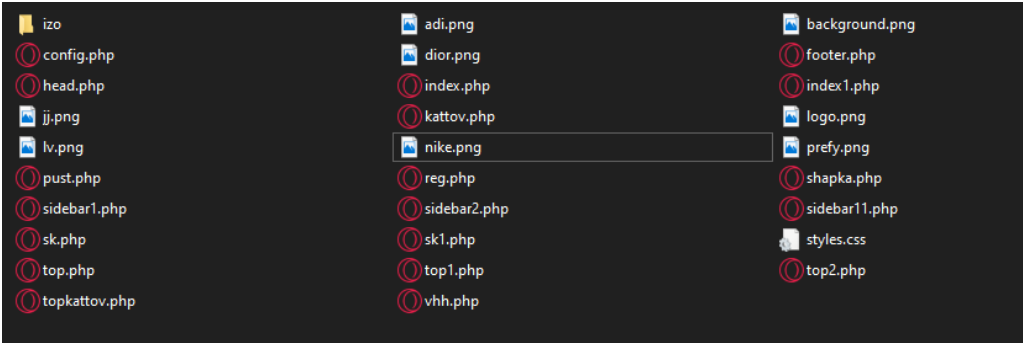 izo adi.png background.png
config.php dior.png footer.php
head.php index.php index1.php
jj.png kattov.php logo.png
lv.png nike.png prefy.png
pust.php reg.php shapka.php
sidebar1.php sidebar2.php sidebar11.php
sk.php sk1.php styles.css
top.php top1.php top2.php
topkattov.php vhh.php